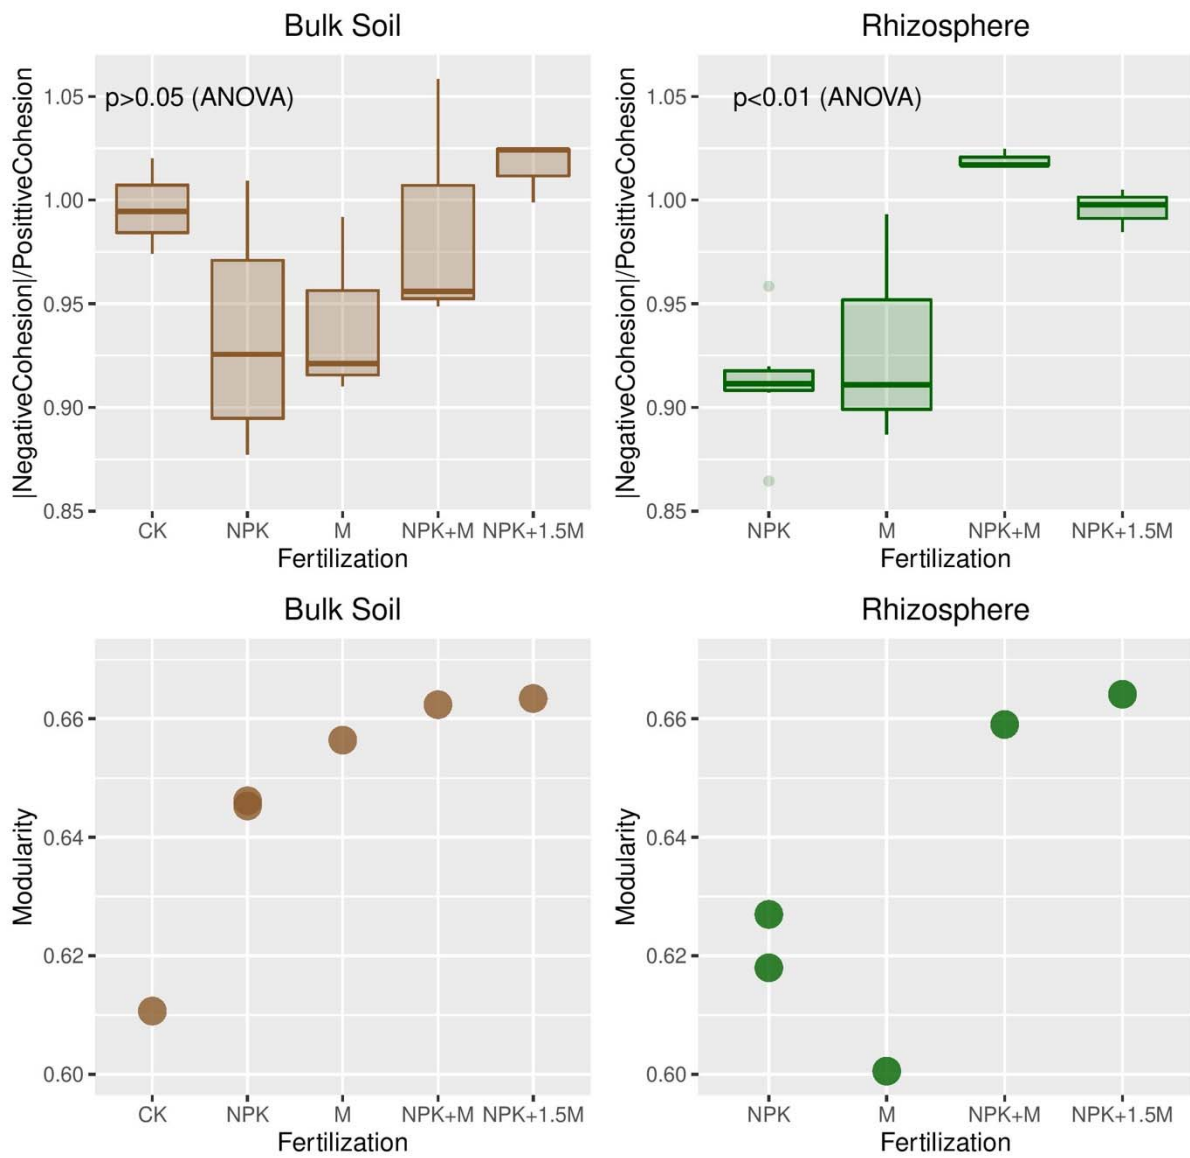 Bulk Soil
|NegativeCohesion|/PosittiveCohesion
p>0.05 (ANOVA)
1.05
1.00
0.95
0.90
0.85
CK NPK M NPK+M NPK+1.5M
Fertilization
Rhizosphere
|NegativeCohesion|/PosittiveCohesion
p<0.01 (ANOVA)
1.05
1.00
0.95
0.90
0.85
NPK M NPK+M NPK+1.5M
Fertilization
Bulk Soil
Modularity
0.66
0.64
0.62
0.60
CK NPK M NPK+M NPK+1.5M
Fertilization
Rhizosphere
Modularity
0.66
0.64
0.62
0.60
NPK M NPK+M NPK+1.5M
Fertilization